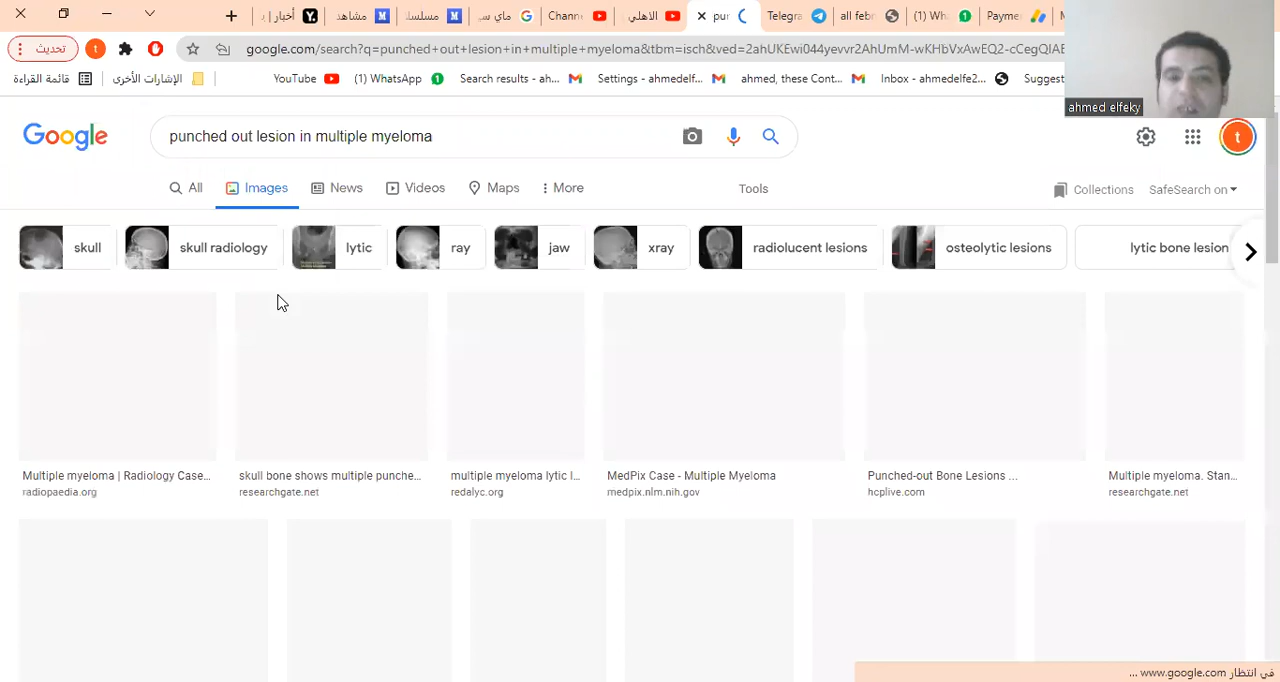 أخبار | ي
مشاهد
مسلسا
ماي سي
Chann
الاهلي
pur
Telegra
all febr
(1) Wh
Payme
تحديث
t
google.com/search?q=punched+out+lesion+in+multiple+myeloma&tbm=isch&ved=2ahUKEwi044yevvr2AhUmM-wKHbVxAwEQ2-cCegQIAE
قائمة القراءة
الإشارات الأخرى
YouTube
(1) WhatsApp
Search results - ah...
Settings - ahmedelf...
ahmed, these Cont...
Inbox - ahmedelfe2...
Suggest
ahmed elfeky
Google
punched out lesion in multiple myeloma
t
All
Images
News
Videos
Maps
More
Tools
Collections
SafeSearch on
skull
skull radiology
lytic
ray
jaw
xray
radiolucent lesions
osteolytic lesions
lytic bone lesion
Multiple myeloma | Radiology Case...
radiopaedia.org
skull bone shows multiple punche...
researchgate.net
multiple myeloma lytic l...
redalyc.org
MedPix Case - Multiple Myeloma
medpix.nlm.nih.gov
Punched-out Bone Lesions ...
hcplive.com
Multiple myeloma. Stan...
researchgate.net
في انتظار www.google.com ...